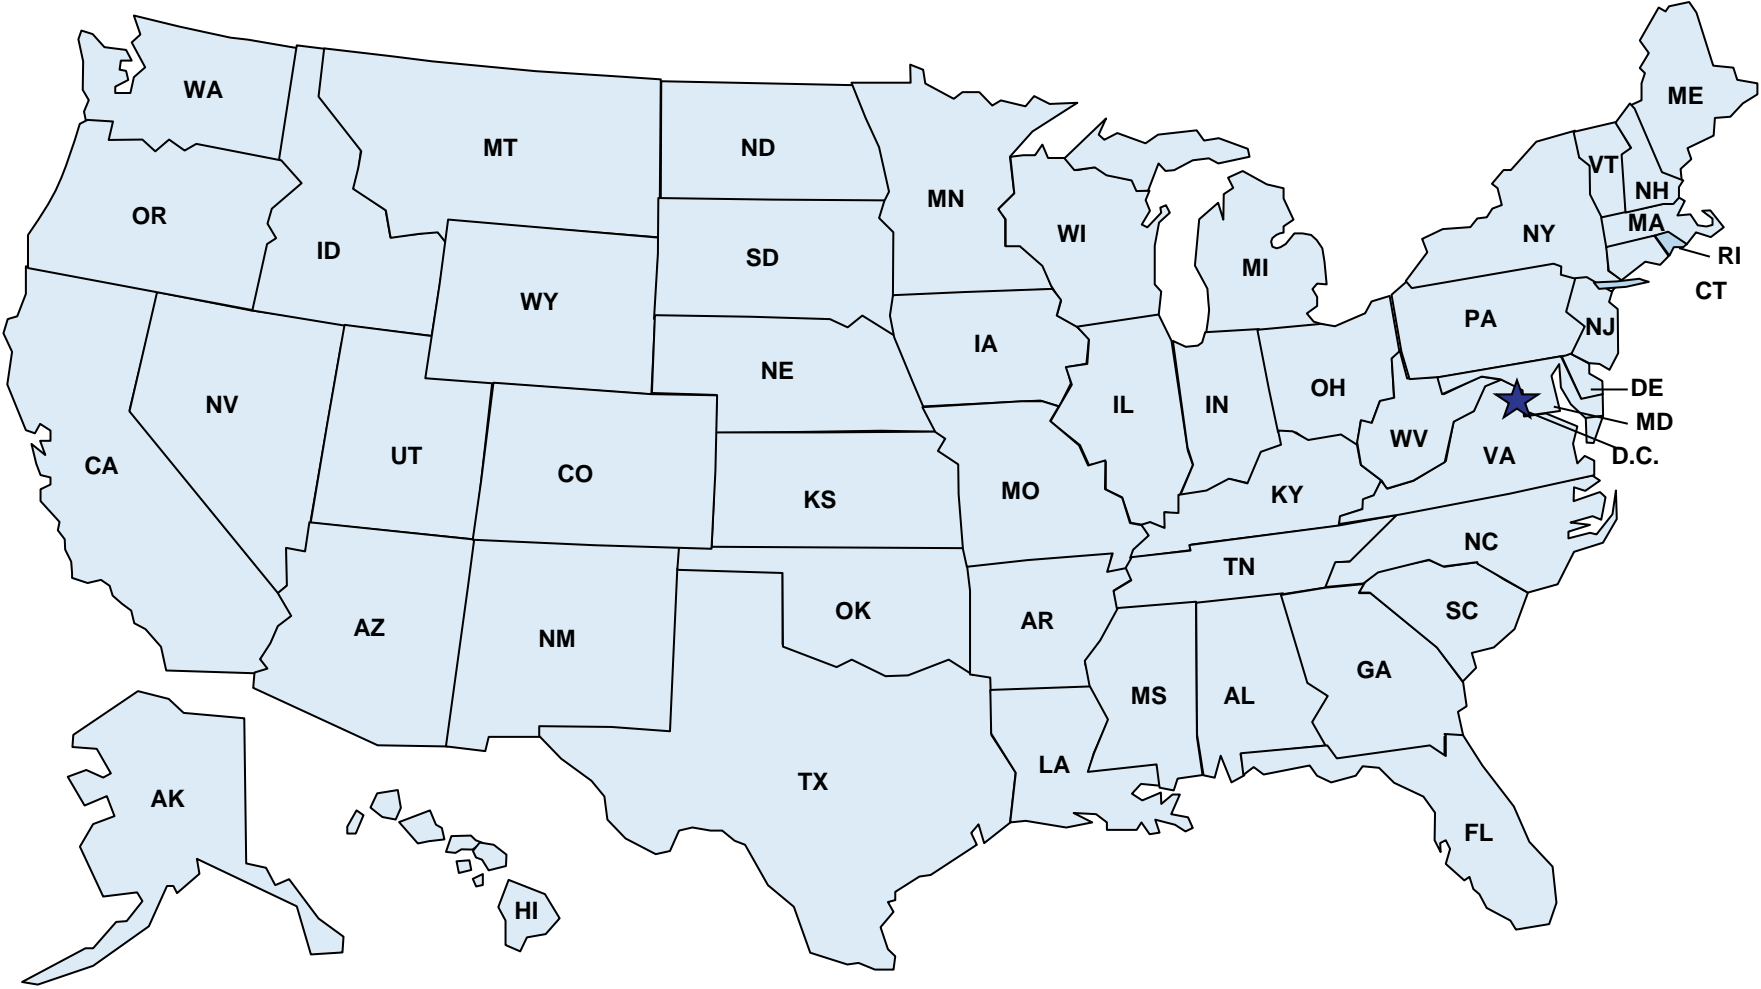 WA
MT
ND
MN
ME
VT
NH
OR
ID
SD
WI
NY
MA
RI
MI
CT
WY
PA
NJ
IA
NE
OH
DE
NV
IL
IN
MD
WV
VA
D.C.
UT
CA
CO
KS
MO
KY
NC
TN
OK
AR
SC
AZ
NM
GA
MS
AL
LA
TX
AK
FL
HI